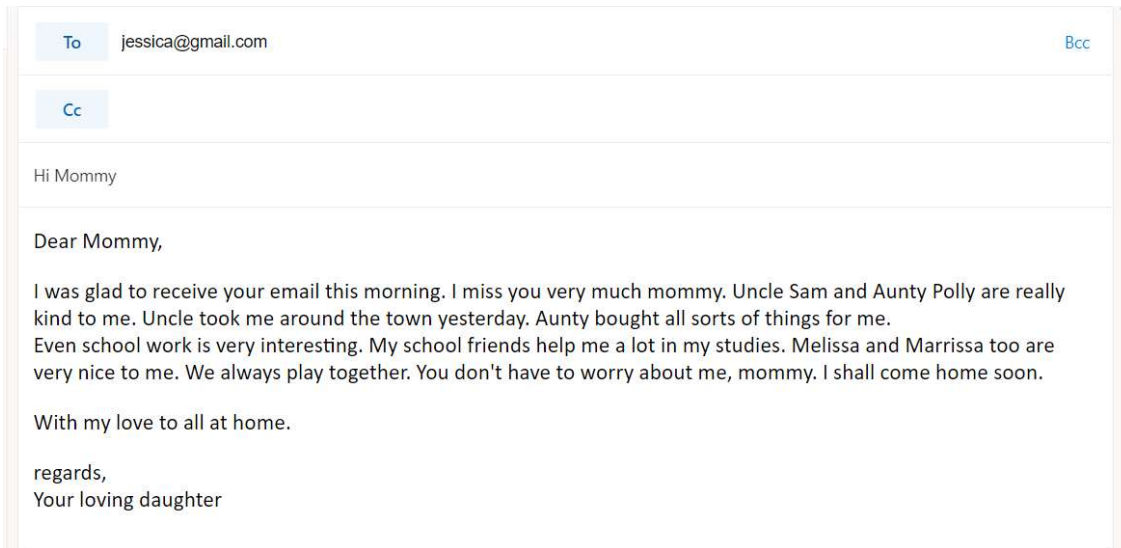 To jessica@gmail.com Bcc
Cc
Hi Mommy
Dear Mommy,
I was glad to receive your email this morning. I miss you very much mommy. Uncle Sam and Aunty Polly are really
kind to me. Uncle took me around the town yesterday. Aunty bought all sorts of things for me.
Even school work is very interesting. My school friends help me a lot in my studies. Melissa and Marrissa too are
very nice to me. We always play together. You don't have to worry about me, mommy. I shall come home soon.
With my love to all at home.
regards,
Your loving daughter